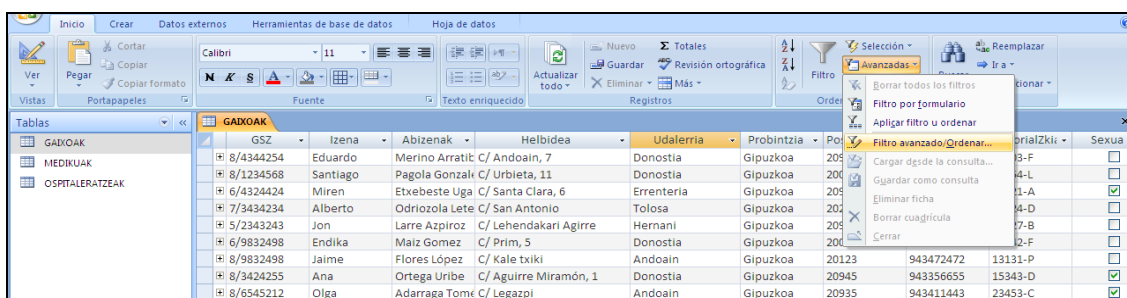 Inicio Crear Datos externos Herramientas de base de datos Hoja de datos
Ver
Vistas
Pegar
Cortar
Copiar
Copiar formato
Portapapeles
Calibri 11
N K S A
Fuente
Texto enriquecido
Actualizar
todo
Nuevo Σ Totales
Guardar Revisión ortográfica
Eliminar Más
Registros
Filtro
Selección
Avanzadas
Reemplazar
Ir a
Borrar todos los filtros
Filtro por formulario
Aplicar filtro u ordenar
Filtro avanzado/Ordenar...
Cargar desde la consulta...
Guardar como consulta
Eliminar ficha
Borrar cuadrícula
Cerrar
Tablas
GAIXOAK
MEDIKUAK
OSPITALERATZEAK
GAIXOAK
GSZ Izena Abizenak Helbidea Udalerria Probintzia Sexua
8/4344254 Eduardo Merino Arratib C/ Andoain, 7 Donostia Gipuzkoa
8/1234568 Santiago Pagola Gonzale C/ Urbieta, 11 Donostia Gipuzkoa
6/4324424 Miren Etxebeste Uga C/ Santa Clara, 6 Errenteria Gipuzkoa
7/3434234 Alberto Odriozola Lete C/ San Antonio Tolosa Gipuzkoa
5/2343243 Jon Larre Azpiroz C/ Lehendakari Agirre Hernani Gipuzkoa
6/9832498 Endika Maiz Gomez C/ Prim, 5 Donostia Gipuzkoa
8/9832498 Jaime Flores López C/ Kale txiki Andoain Gipuzkoa 20123 943472472 13131-P
8/3424255 Ana Ortega Uribe C/ Aguirre Miramón, 1 Donostia Gipuzkoa 20945 943356655 15343-D
8/6545212 Olga Adarraga Tome C/ Legazpi Andoain Gipuzkoa 20935 943411443 23453-C